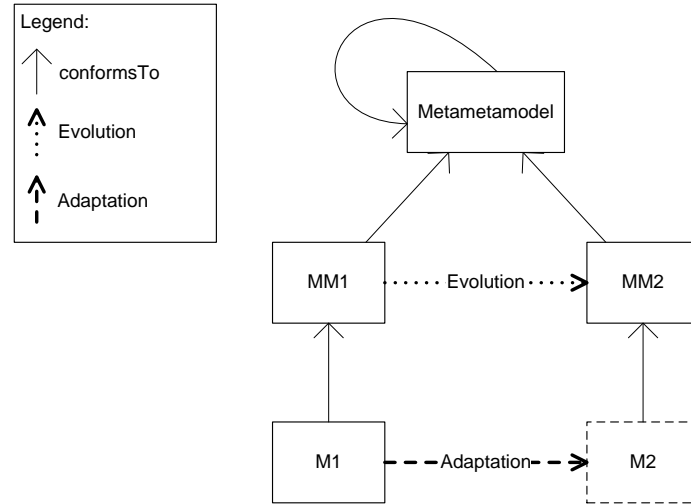 Legend:
conformsTo
Evolution
Adaptation
Metametamodel
MM1
Evolution
MM2
M1
Adaptation
M2